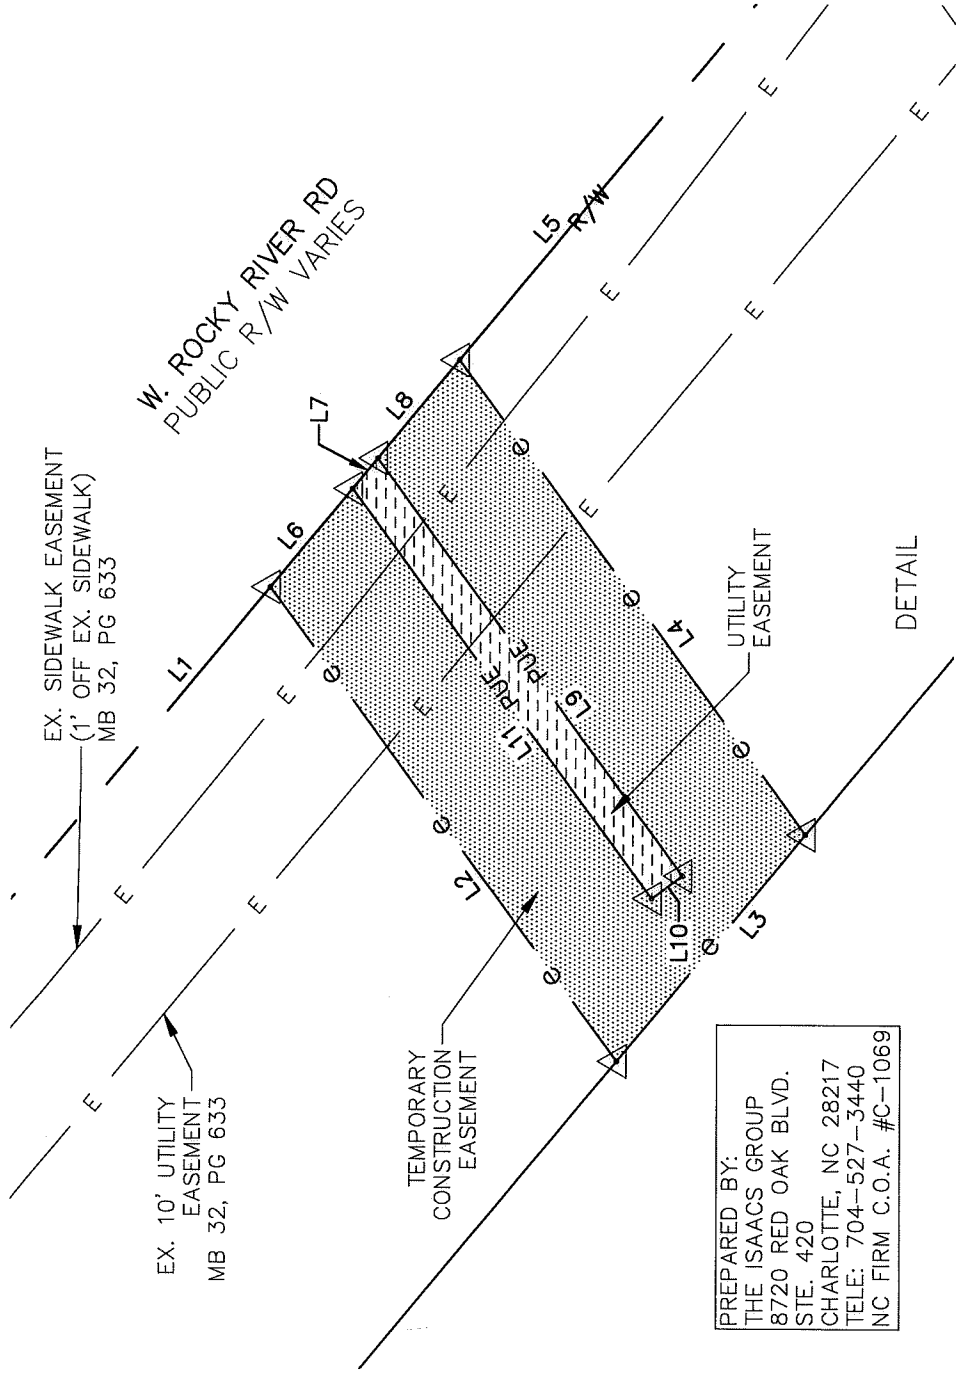 EX. SIDEWALK EASEMENT
(1' OFF EX. SIDEWALK)
MB 32, PG 633
W. ROCKY RIVER RD
PUBLIC R/W VARIES
EX. 10' UTILITY
EASEMENT
MB 32, PG 633
L1
L6
L7
L8
L5
R/W
E
E
E
E
E
E
E
E
E
E
E
E
L2
L11
PUE
PUE
L9
L10
L4
L3
TEMPORARY
CONSTRUCTION
EASEMENT
UTILITY
EASEMENT
DETAIL
PREPARED BY:
THE ISAACS GROUP
8720 RED OAK BLVD.
STE. 420
CHARLOTTE, NC 28217
TELE: 704-527-3440
NC FIRM C.O.A. #C-1069